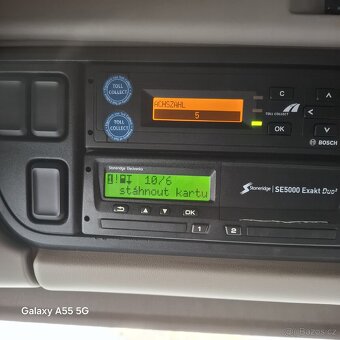 TOLL COLLECT
TOLL COLLECT
ACHSZAHL
5
C
TOLL COLLECT
OK
BOSCH
Stoneridge Electronics
1! 10/6
stáhnout kartu
OK
1
2
Stoneridge | SE5000 Exakt Duo²
Galaxy A55 5G